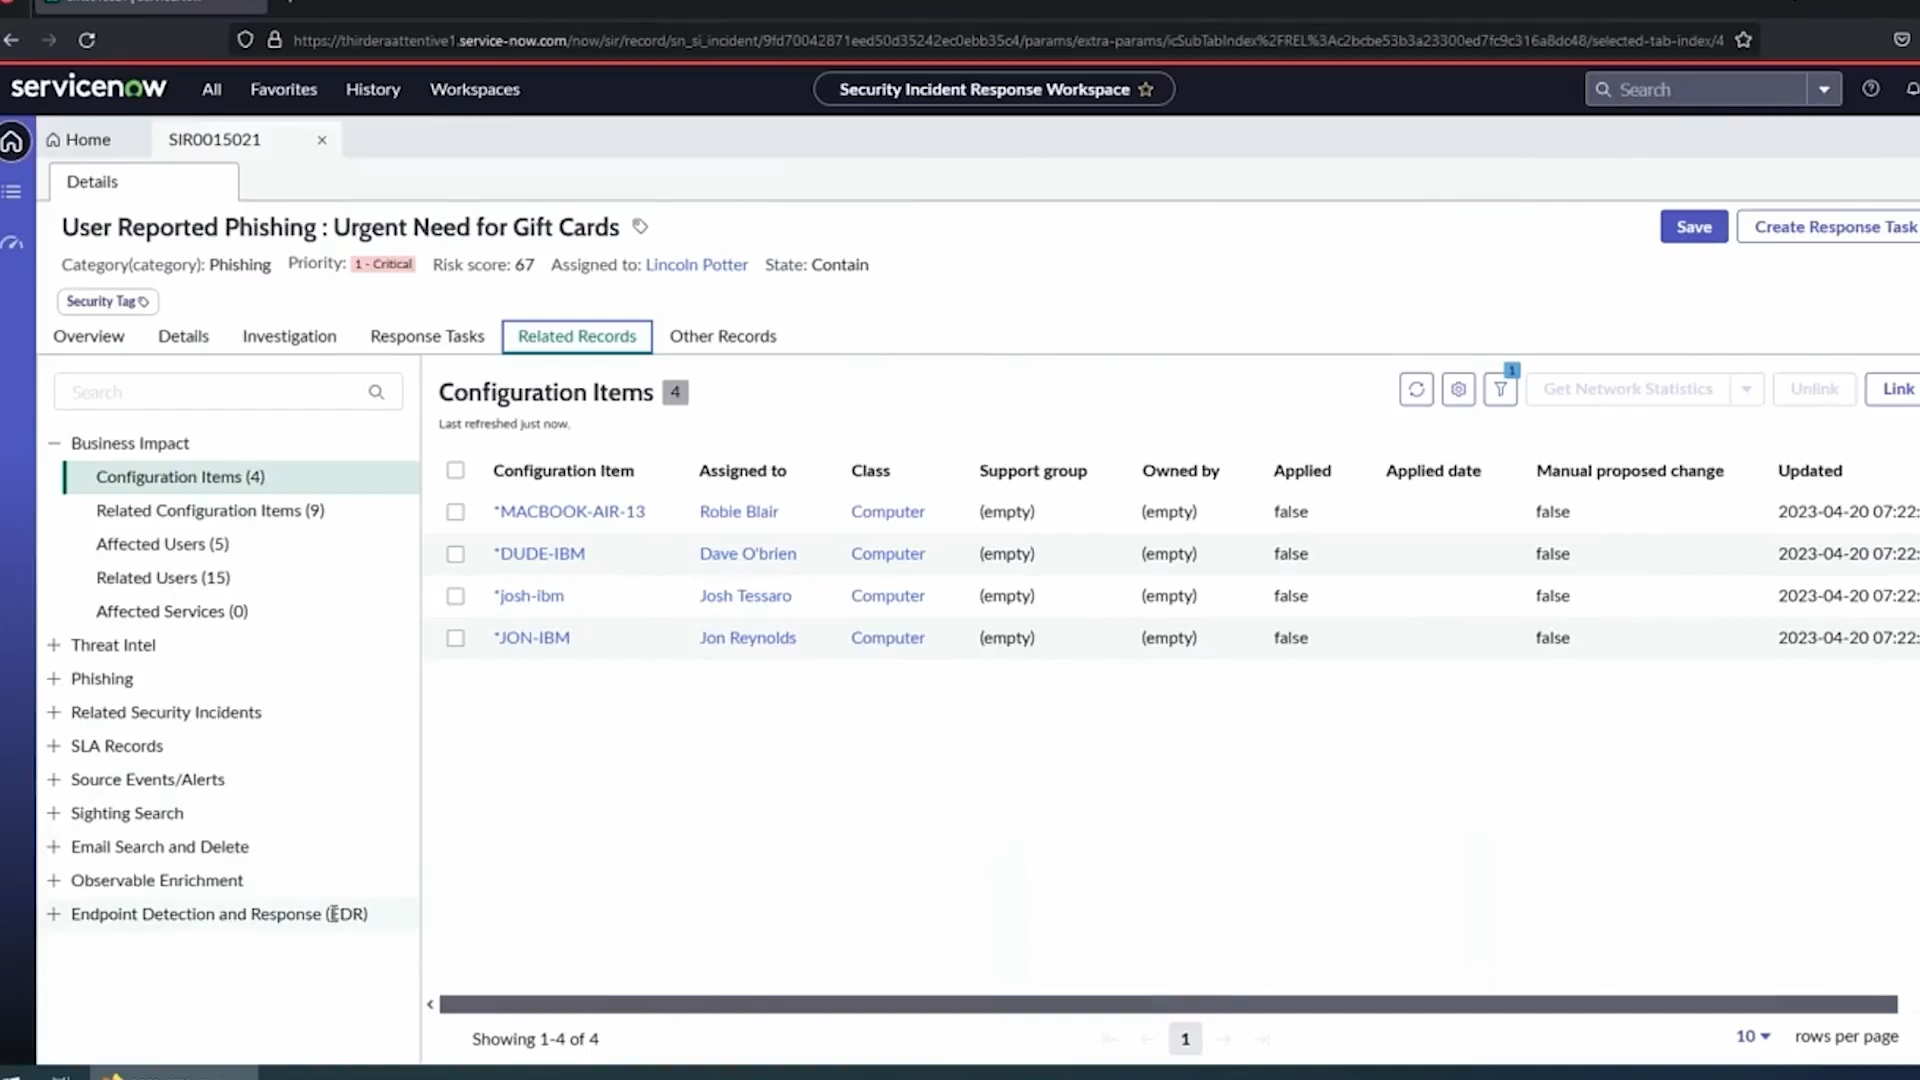 https://thirderaattentive1.service-now.com/now/sir/record/sn_si_incident/9fd70042871eed50d35242ec0ebb35c4/params/extra-params/icSubTabIndex%2FREL%3Ac2bcbe53b3a23300ed7fc9c316a8dc48/selected-tab-index/4
servicenow All Favorites History Workspaces Security Incident Response Workspace Search
Home SIR0015021
Details
User Reported Phishing : Urgent Need for Gift Cards Save Create Response Task
Category(category): Phishing Priority: 1 - Critical Risk score: 67 Assigned to: Lincoln Potter State: Contain
Security Tag
Overview Details Investigation Response Tasks Related Records Other Records
Search
Business Impact
Configuration Items (4)
Related Configuration Items (9)
Affected Users (5)
Related Users (15)
Affected Services (0)
Threat Intel
Phishing
Related Security Incidents
SLA Records
Source Events/Alerts
Sighting Search
Email Search and Delete
Observable Enrichment
Endpoint Detection and Response (EDR)
Configuration Items 4 1 Get Network Statistics Unlink Link
Last refreshed just now.
Configuration Item Assigned to Class Support group Owned by Applied Applied date Manual proposed change Updated
*MACBOOK-AIR-13 Robie Blair Computer (empty) (empty) false false 2023-04-20 07:22:
*DUDE-IBM Dave O'brien Computer (empty) (empty) false false 2023-04-20 07:22:
*josh-ibm Josh Tessaro Computer (empty) (empty) false false 2023-04-20 07:22:
*JON-IBM Jon Reynolds Computer (empty) (empty) false false 2023-04-20 07:22:
Showing 1-4 of 4 1 10 rows per page